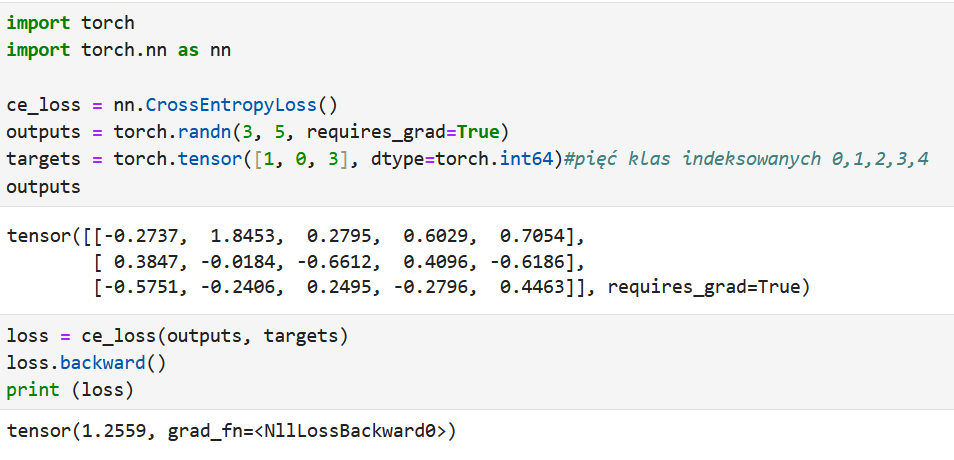 import torch
import torch.nn as nn
ce_loss = nn.CrossEntropyLoss()
outputs = torch.randn(3, 5, requires_grad=True)
targets = torch.tensor([1, 0, 3], dtype=torch.int64)#pięć klas indeksowanych 0,1,2,3,4
outputs
tensor([[-0.2737,  1.8453,  0.2795,  0.6029,  0.7054],
        [ 0.3847, -0.0184, -0.6612,  0.4096, -0.6186],
        [-0.5751, -0.2406,  0.2495, -0.2796,  0.4463]], requires_grad=True)
loss = ce_loss(outputs, targets)
loss.backward()
print (loss)
tensor(1.2559, grad_fn=<NllLossBackward0>)